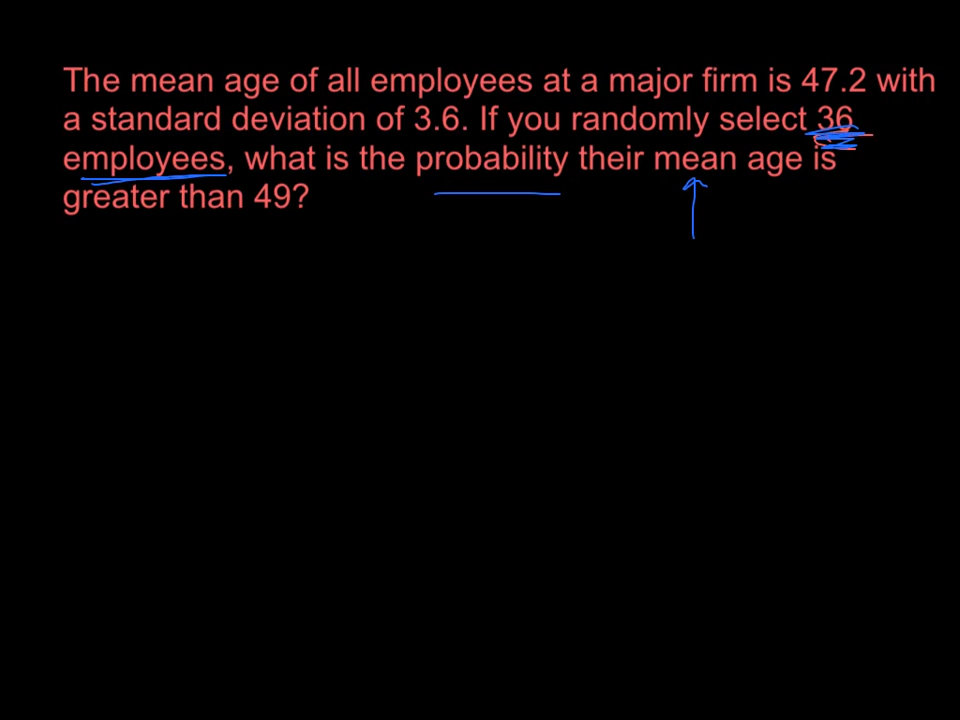 The mean age of all employees at a major firm is 47.2 with
a standard deviation of 3.6. If you randomly select 36
employees, what is the probability their mean age is
greater than 49?